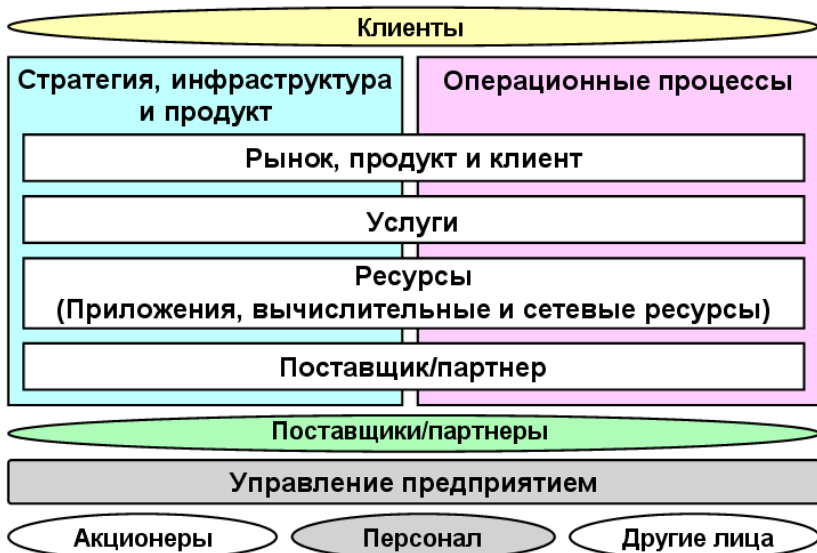 Клиенты
Стратегия, инфраструктура
и продукт
Операционные процессы
Рынок, продукт и клиент
Услуги
Ресурсы
(Приложения, вычислительные и сетевые ресурсы)
Поставщик/партнер
Поставщики/партнеры
Управление предприятием
Акционеры
Персонал
Другие лица